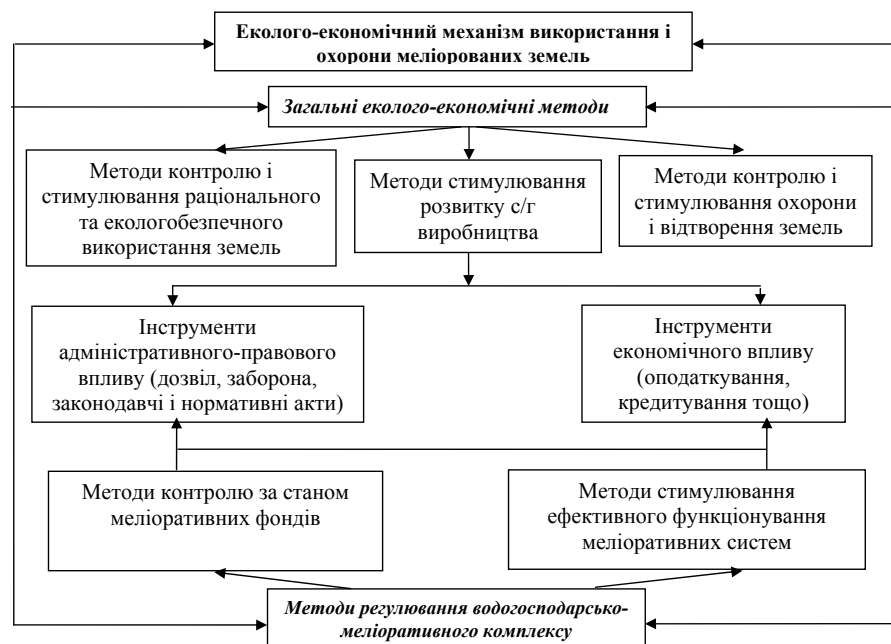 Еколого-економічний механізм використання і
охорони меліорованих земель
Загальні еколого-економічні методи
Методи контролю і
стимулювання раціонального
та екологобезпечного
використання земель
Методи стимулювання
розвитку с/г
виробництва
Методи контролю і
стимулювання охорони
і відтворення земель
Інструменти
адміністративного-правового
впливу (дозвіл, заборона,
законодавчі і нормативні акти)
Інструменти
економічного впливу
(оподаткування,
кредитування тощо)
Методи контролю за станом
меліоративних фондів
Методи стимулювання
ефективного функціонування
меліоративних систем
Методи регулювання водогосподарсько-
меліоративного комплексу